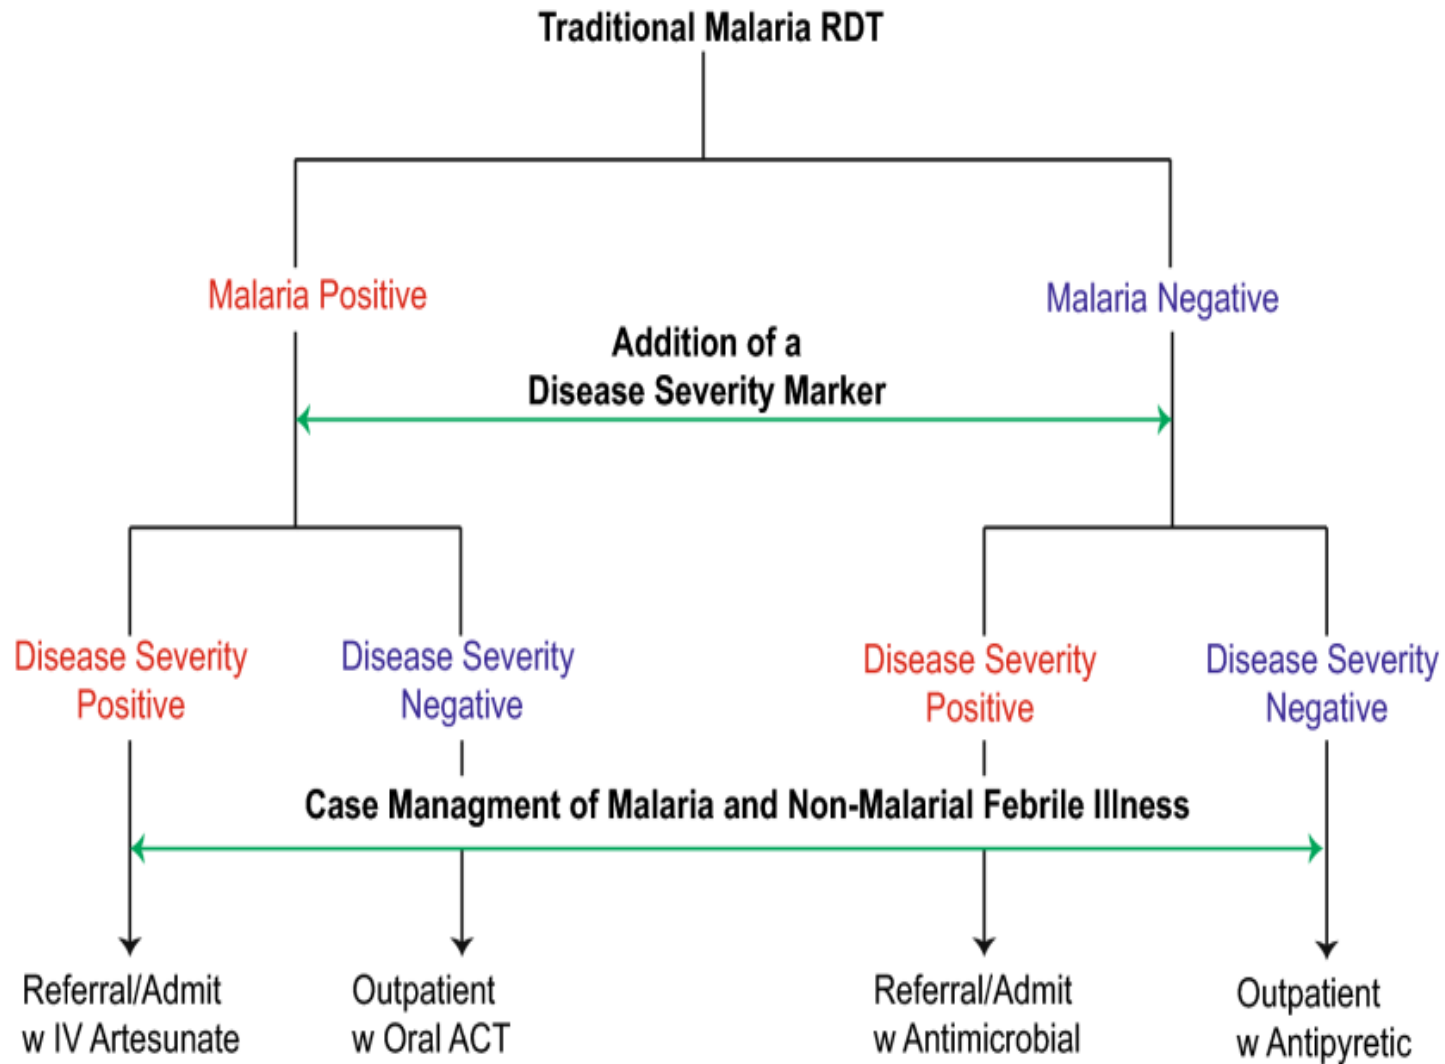 Traditional Malaria RDT
Malaria Positive
Malaria Negative
Addition of a
Disease Severity Marker
Disease Severity
Positive
Disease Severity
Negative
Disease Severity
Positive
Disease Severity
Negative
Case Managment of Malaria and Non-Malarial Febrile Illness
Referral/Admit
w IV Artesunate
Outpatient
w Oral ACT
Referral/Admit
w Antimicrobial
Outpatient
w Antipyretic